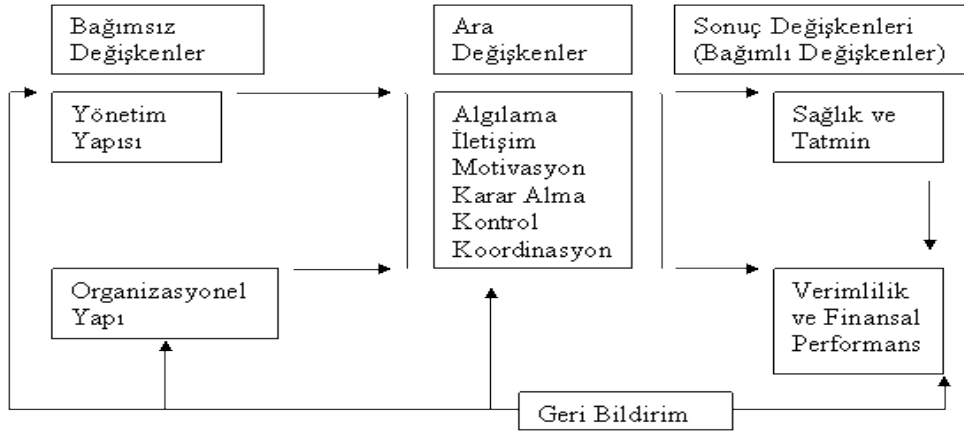 Bağımsız
Değişkenler
Ara
Değişkenler
Sonuç Değişkenleri
(Bağımlı Değişkenler)
Yönetim
Yapısı
Algılama
İletişim
Motivasyon
Karar Alma
Kontrol
Koordinasyon
Sağlık ve
Tatmin
Organizasyonel
Yapı
Verimlilik
ve Finansal
Performans
Geri Bildirim